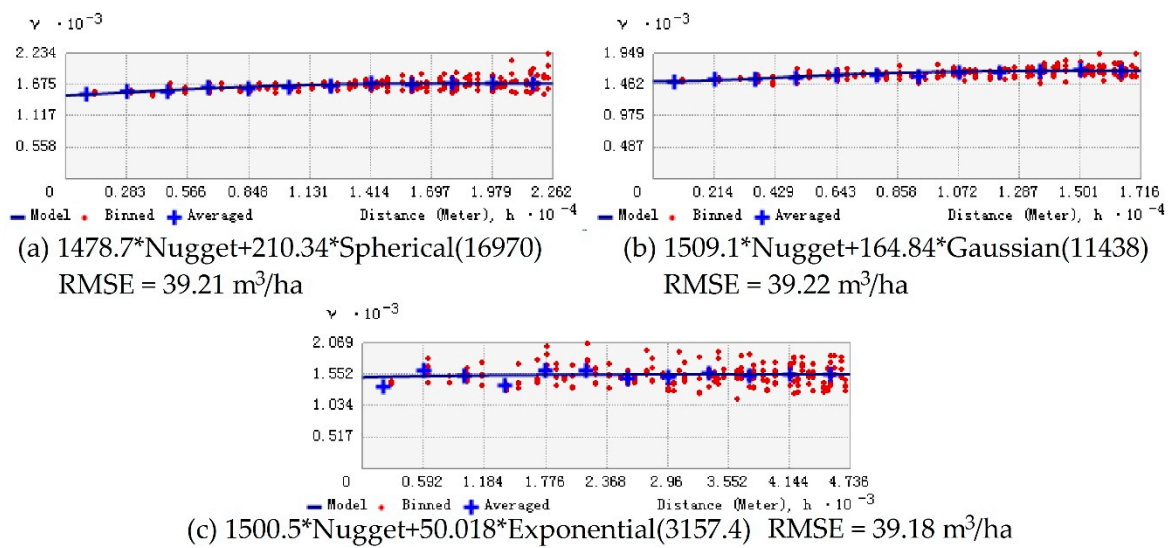 γ · 10⁻³
2.234
1.675
1.117
0.558
0 0.283 0.566 0.848 1.131 1.414 1.697 1.979 2.262
Model Binned Averaged Distance (Meter), h · 10⁻⁴
(a) 1478.7*Nugget+210.34*Spherical(16970)
RMSE = 39.21 m³/ha
γ · 10⁻³
1.949
1.462
0.975
0.487
0 0.214 0.429 0.643 0.858 1.072 1.287 1.501 1.716
Model Binned Averaged Distance (Meter), h · 10⁻⁴
(b) 1509.1*Nugget+164.84*Gaussian(11438)
RMSE = 39.22 m³/ha
γ · 10⁻³
2.069
1.552
1.034
0.517
0 0.592 1.184 1.776 2.368 2.96 3.552 4.144 4.736
Model Binned Averaged Distance (Meter), h · 10⁻³
(c) 1500.5*Nugget+50.018*Exponential(3157.4) RMSE = 39.18 m³/ha